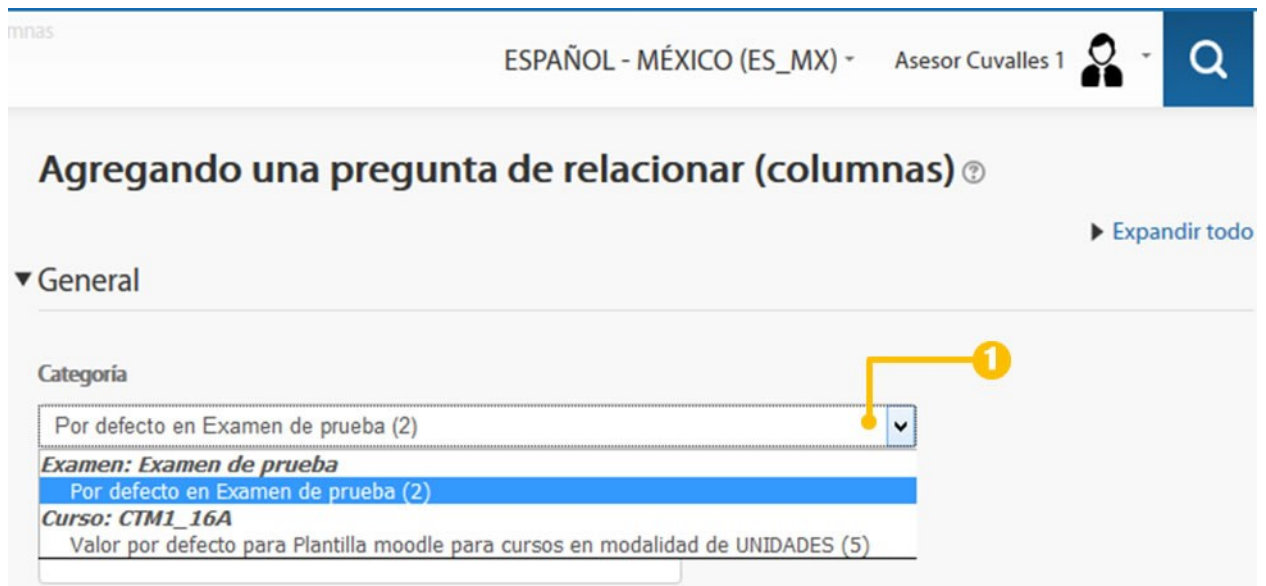 mnas
ESPAÑOL - MÉXICO (ES_MX)
Asesor Cuvalles 1
Agregando una pregunta de relacionar (columnas)
Expandir todo
General
Categoría
1
Por defecto en Examen de prueba (2)
Examen: Examen de prueba
Por defecto en Examen de prueba (2)
Curso: CTM1_16A
Valor por defecto para Plantilla moodle para cursos en modalidad de UNIDADES (5)